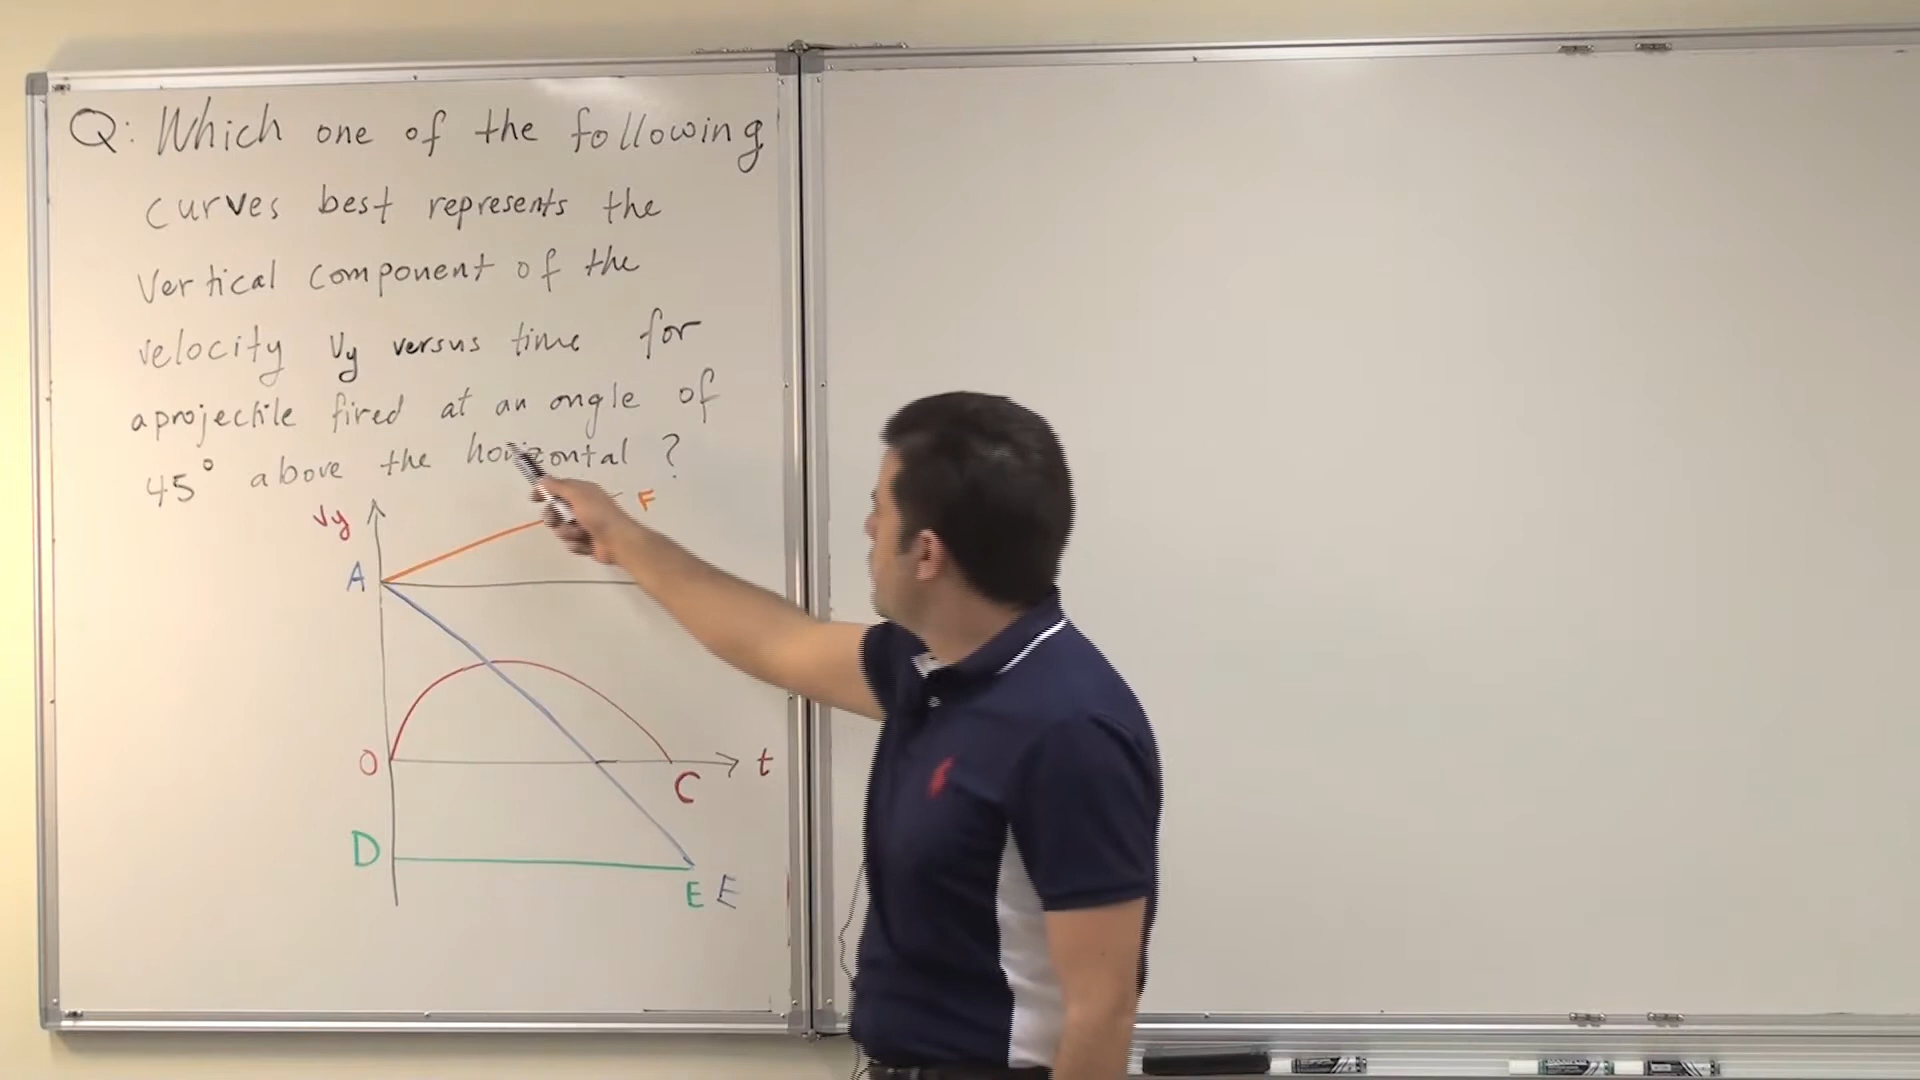 Q: Which one of the following
curves best represents the
vertical component of the
velocity Vy versus time for
a projectile fired at an angle of
45° above the horizontal ?
F
Vy
A
O
t
C
D
E E